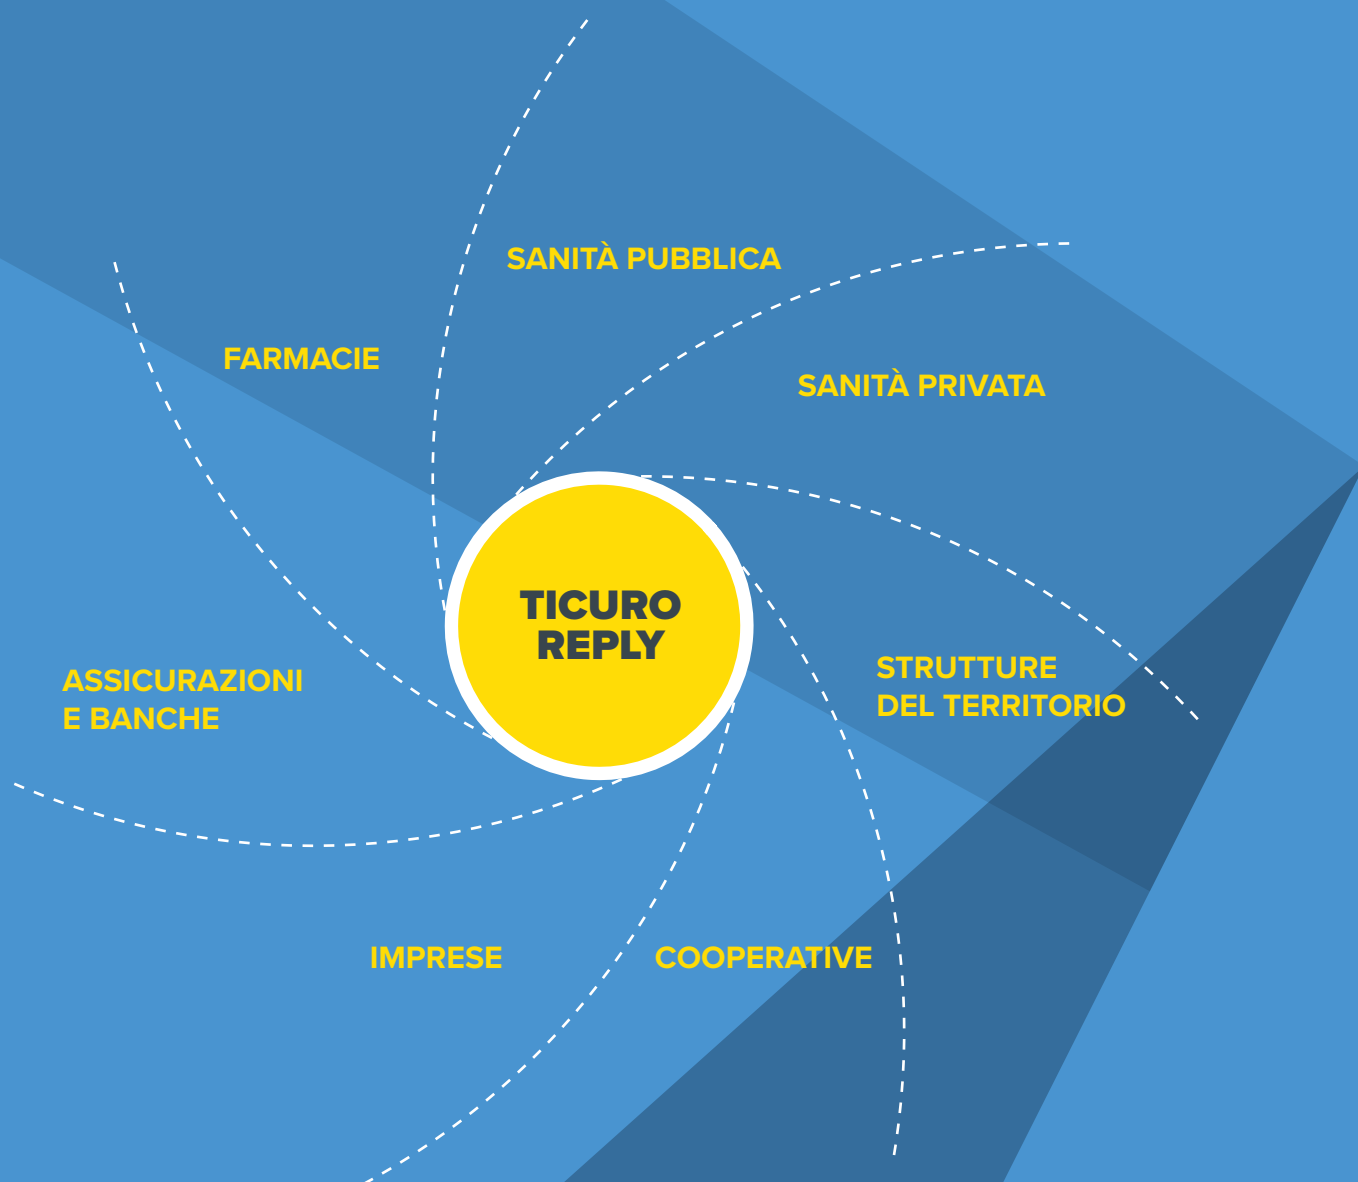 SANITÀ PUBBLICA
FARMACIE
SANITÀ PRIVATA
TICURO
REPLY
ASSICURAZIONI
E BANCHE
STRUTTURE
DEL TERRITORIO
IMPRESE
COOPERATIVE